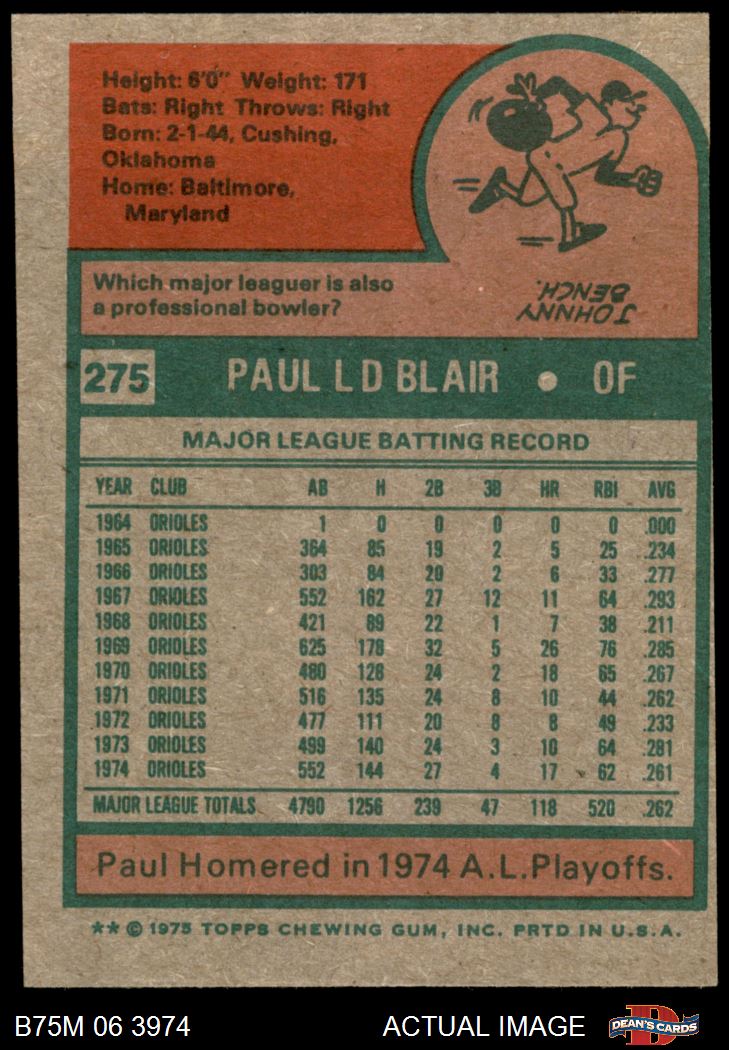 Height: 6'0" Weight: 171
Bats: Right Throws: Right
Born: 2-1-44, Cushing,
Oklahoma
Home: Baltimore,
Maryland
Which major leaguer is also
a professional bowler?
JOHNNY
BENCH.
275 PAUL L D BLAIR • OF
MAJOR LEAGUE BATTING RECORD
YEAR CLUB AB H 2B 3B HR RBI AVG
1964 ORIOLES 1 0 0 0 0 0 .000
1965 ORIOLES 364 85 19 2 5 25 .234
1966 ORIOLES 303 84 20 2 6 33 .277
1967 ORIOLES 552 162 27 12 11 64 .293
1968 ORIOLES 421 89 22 1 7 38 .211
1969 ORIOLES 625 178 32 5 26 76 .285
1970 ORIOLES 480 128 24 2 18 65 .267
1971 ORIOLES 516 135 24 8 10 44 .262
1972 ORIOLES 477 111 20 8 8 49 .233
1973 ORIOLES 499 140 24 3 10 64 .281
1974 ORIOLES 552 144 27 4 17 62 .261
MAJOR LEAGUE TOTALS 4790 1256 239 47 118 520 .262
Paul Homered in 1974 A.L. Playoffs.
** © 1975 TOPPS CHEWING GUM, INC. PRTD IN U.S.A.
B75M 06 3974 ACTUAL IMAGE
D
DEAN'S CARDS